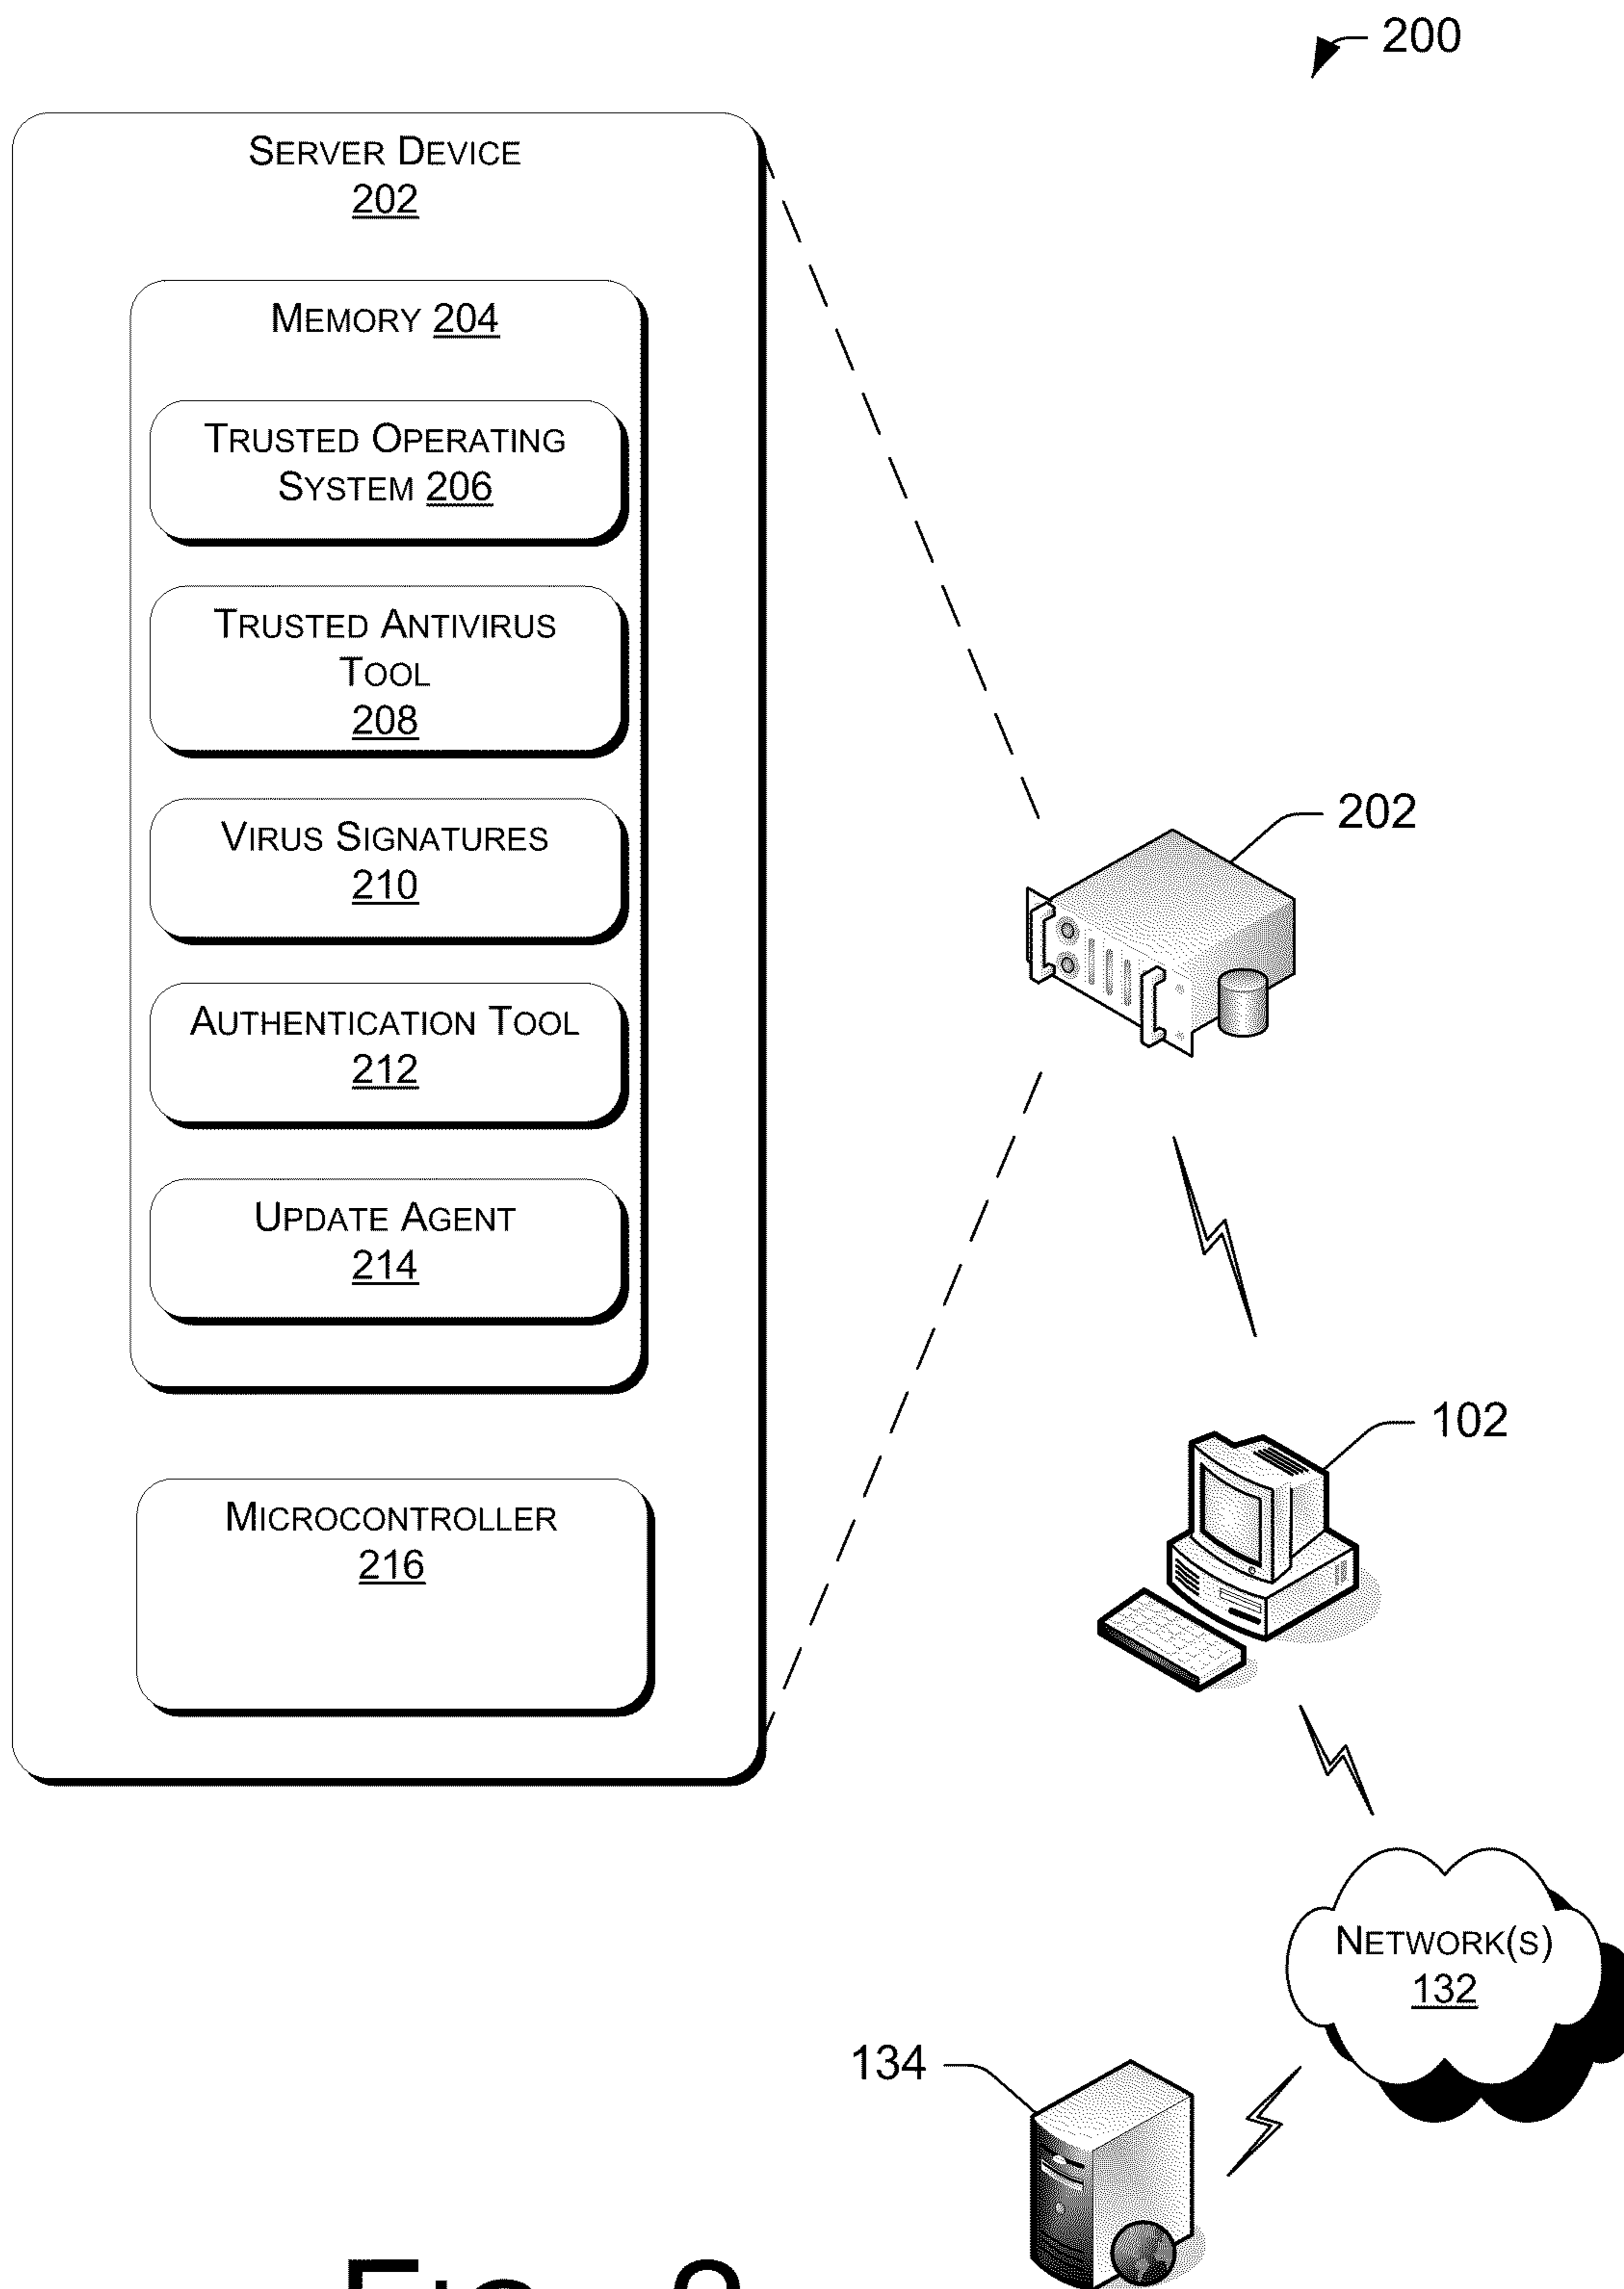 200
SERVER DEVICE
202
MEMORY 204
TRUSTED OPERATING
SYSTEM 206
TRUSTED ANTIVIRUS
TOOL
208
VIRUS SIGNATURES
210
AUTHENTICATION TOOL
212
UPDATE AGENT
214
MICROCONTROLLER
216
202
102
NETWORK(S)
132
134